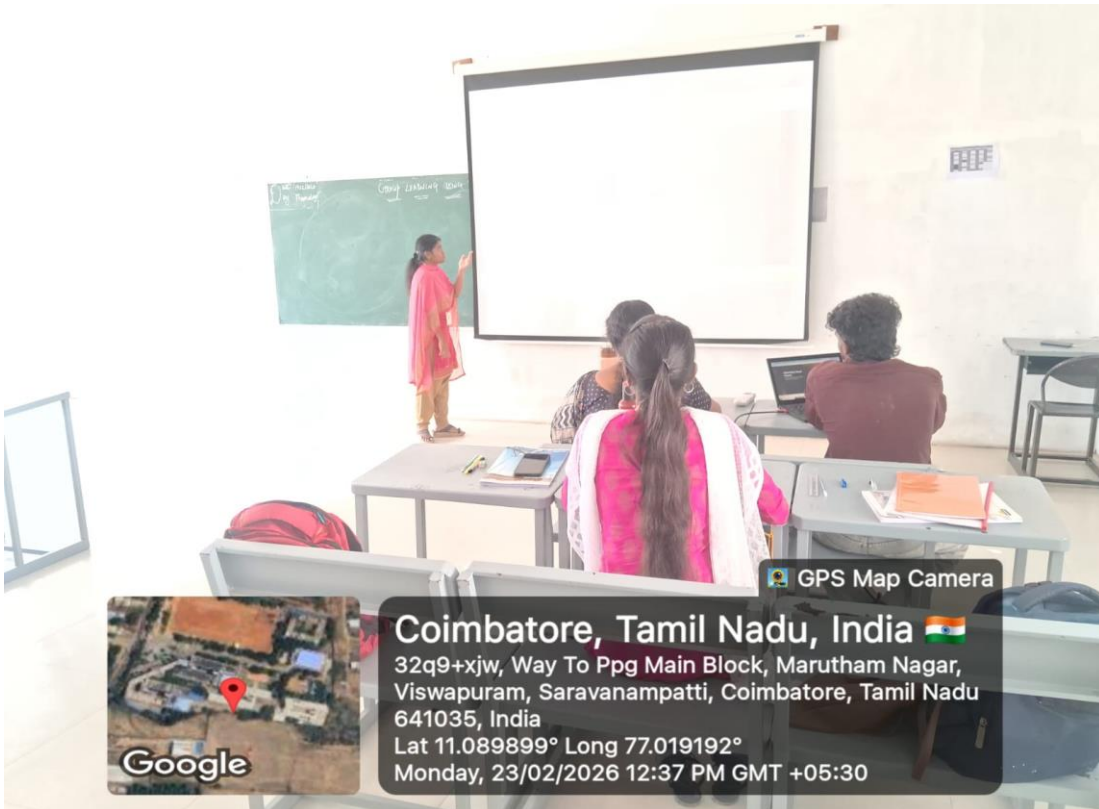 GROUP LEARNING
GPS Map Camera
Coimbatore, Tamil Nadu, India
32q9+xjw, Way To Ppg Main Block, Marutham Nagar,
Viswapuram, Saravanampatti, Coimbatore, Tamil Nadu
641035, India
Lat 11.089899° Long 77.019192°
Monday, 23/02/2026 12:37 PM GMT +05:30
Google